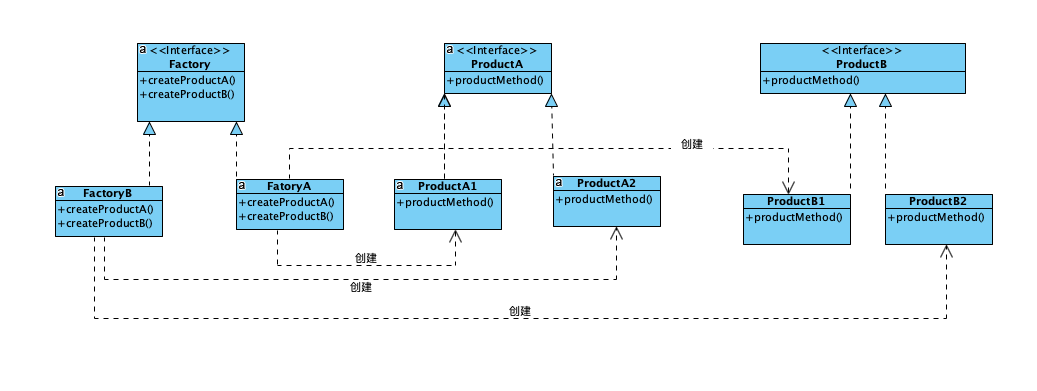 a <<Interface>>
Factory
+createProductA()
+createProductB()
a <<Interface>>
ProductA
+productMethod()
<<Interface>>
ProductB
+productMethod()
创建
a FactoryB
+createProductA()
+createProductB()
a FatoryA
+createProductA()
+createProductB()
a ProductA1
+productMethod()
a ProductA2
+productMethod()
ProductB1
+productMethod()
ProductB2
+productMethod()
创建
创建
创建